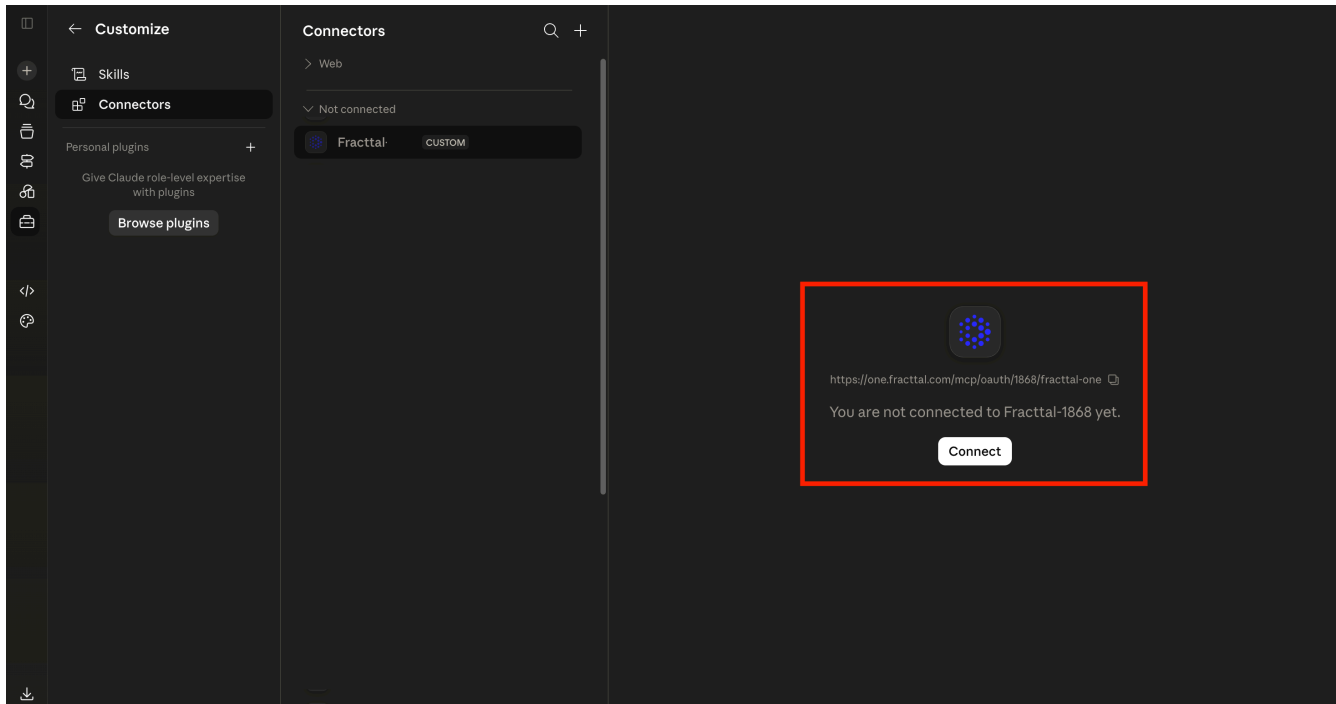 Customize
Skills
Connectors
Personal plugins
Give Claude role-level expertise
with plugins
Browse plugins
Connectors
Web
Not connected
Fracttal-
CUSTOM
https://one.fracttal.com/mcp/oauth/1868/fracttal-one
You are not connected to Fracttal-1868 yet.
Connect